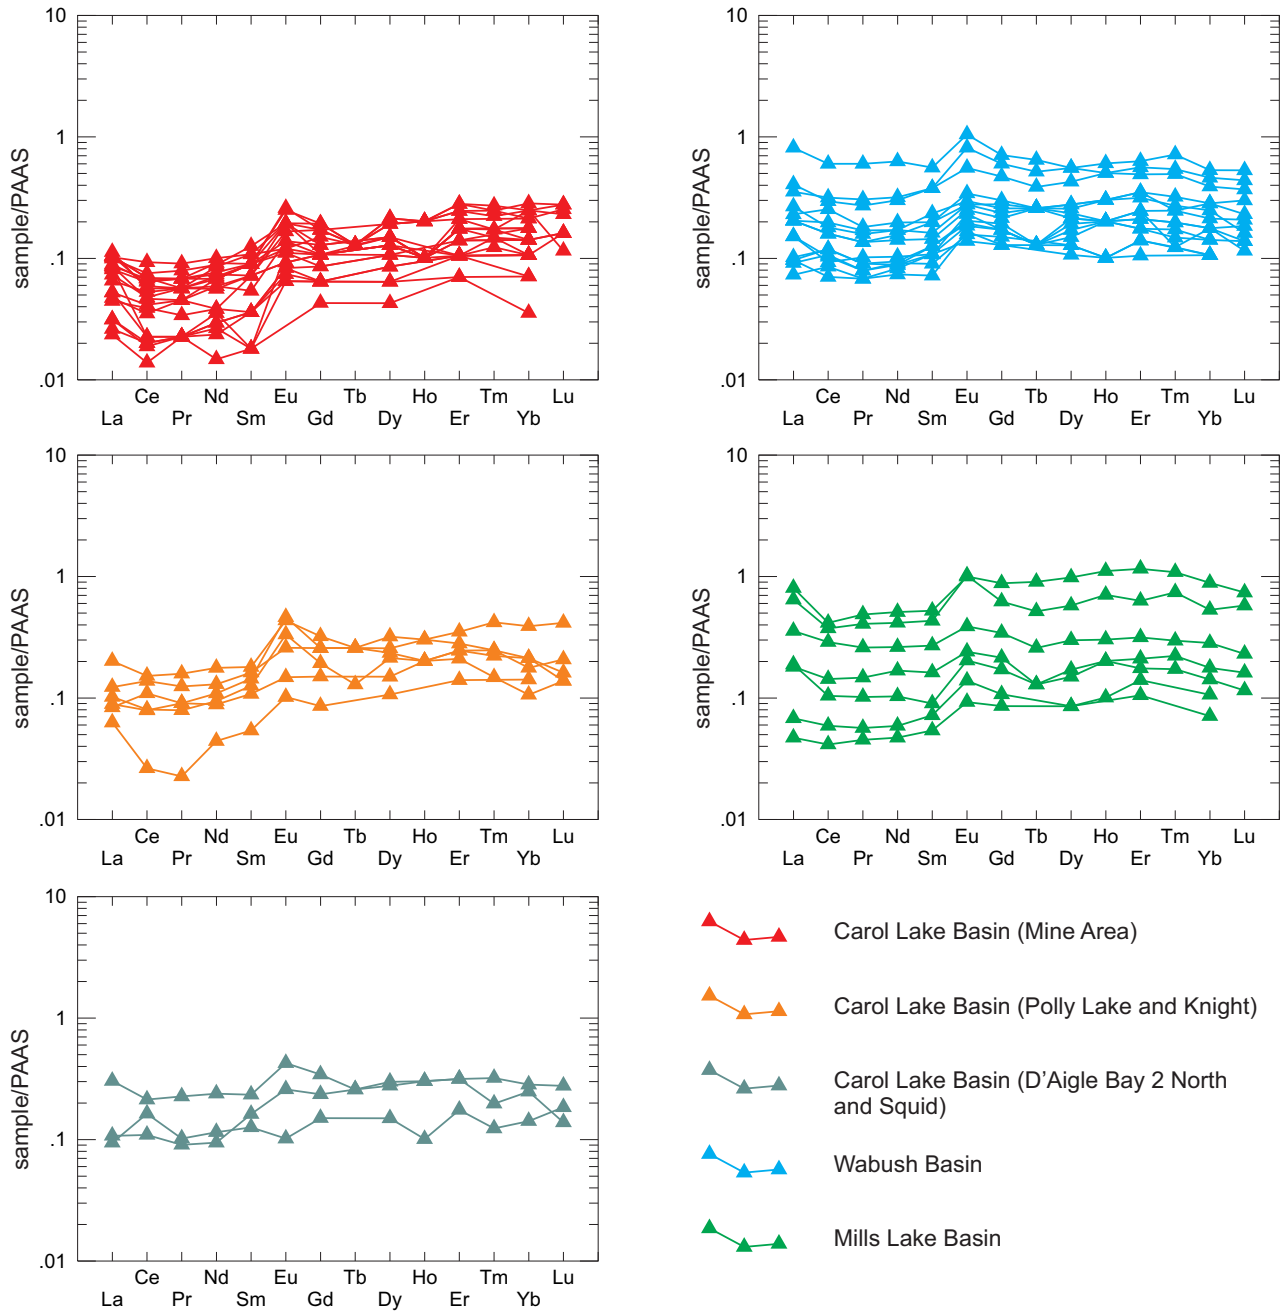 10
1
.1
.01
sample/PAAS
Ce Nd Eu Tb Ho Tm Lu
La Pr Sm Gd Dy Er Yb
10
1
.1
.01
sample/PAAS
Ce Nd Eu Tb Ho Tm Lu
La Pr Sm Gd Dy Er Yb
10
1
0.1
.01
sample/PAAS
Ce Nd Eu Tb Ho Tm Lu
La Pr Sm Gd Dy Er Yb
10
1
0.1
.01
sample/PAAS
Ce Nd Eu Tb Ho Tm Lu
La Pr Sm Gd Dy Er Yb
10
1
.1
.01
sample/PAAS
Ce Nd Eu Tb Ho Tm Lu
La Pr Sm Gd Dy Er Yb
Carol Lake Basin (Mine Area)
Carol Lake Basin (Polly Lake and Knight)
Carol Lake Basin (D'Aigle Bay 2 North
and Squid)
Wabush Basin
Mills Lake Basin